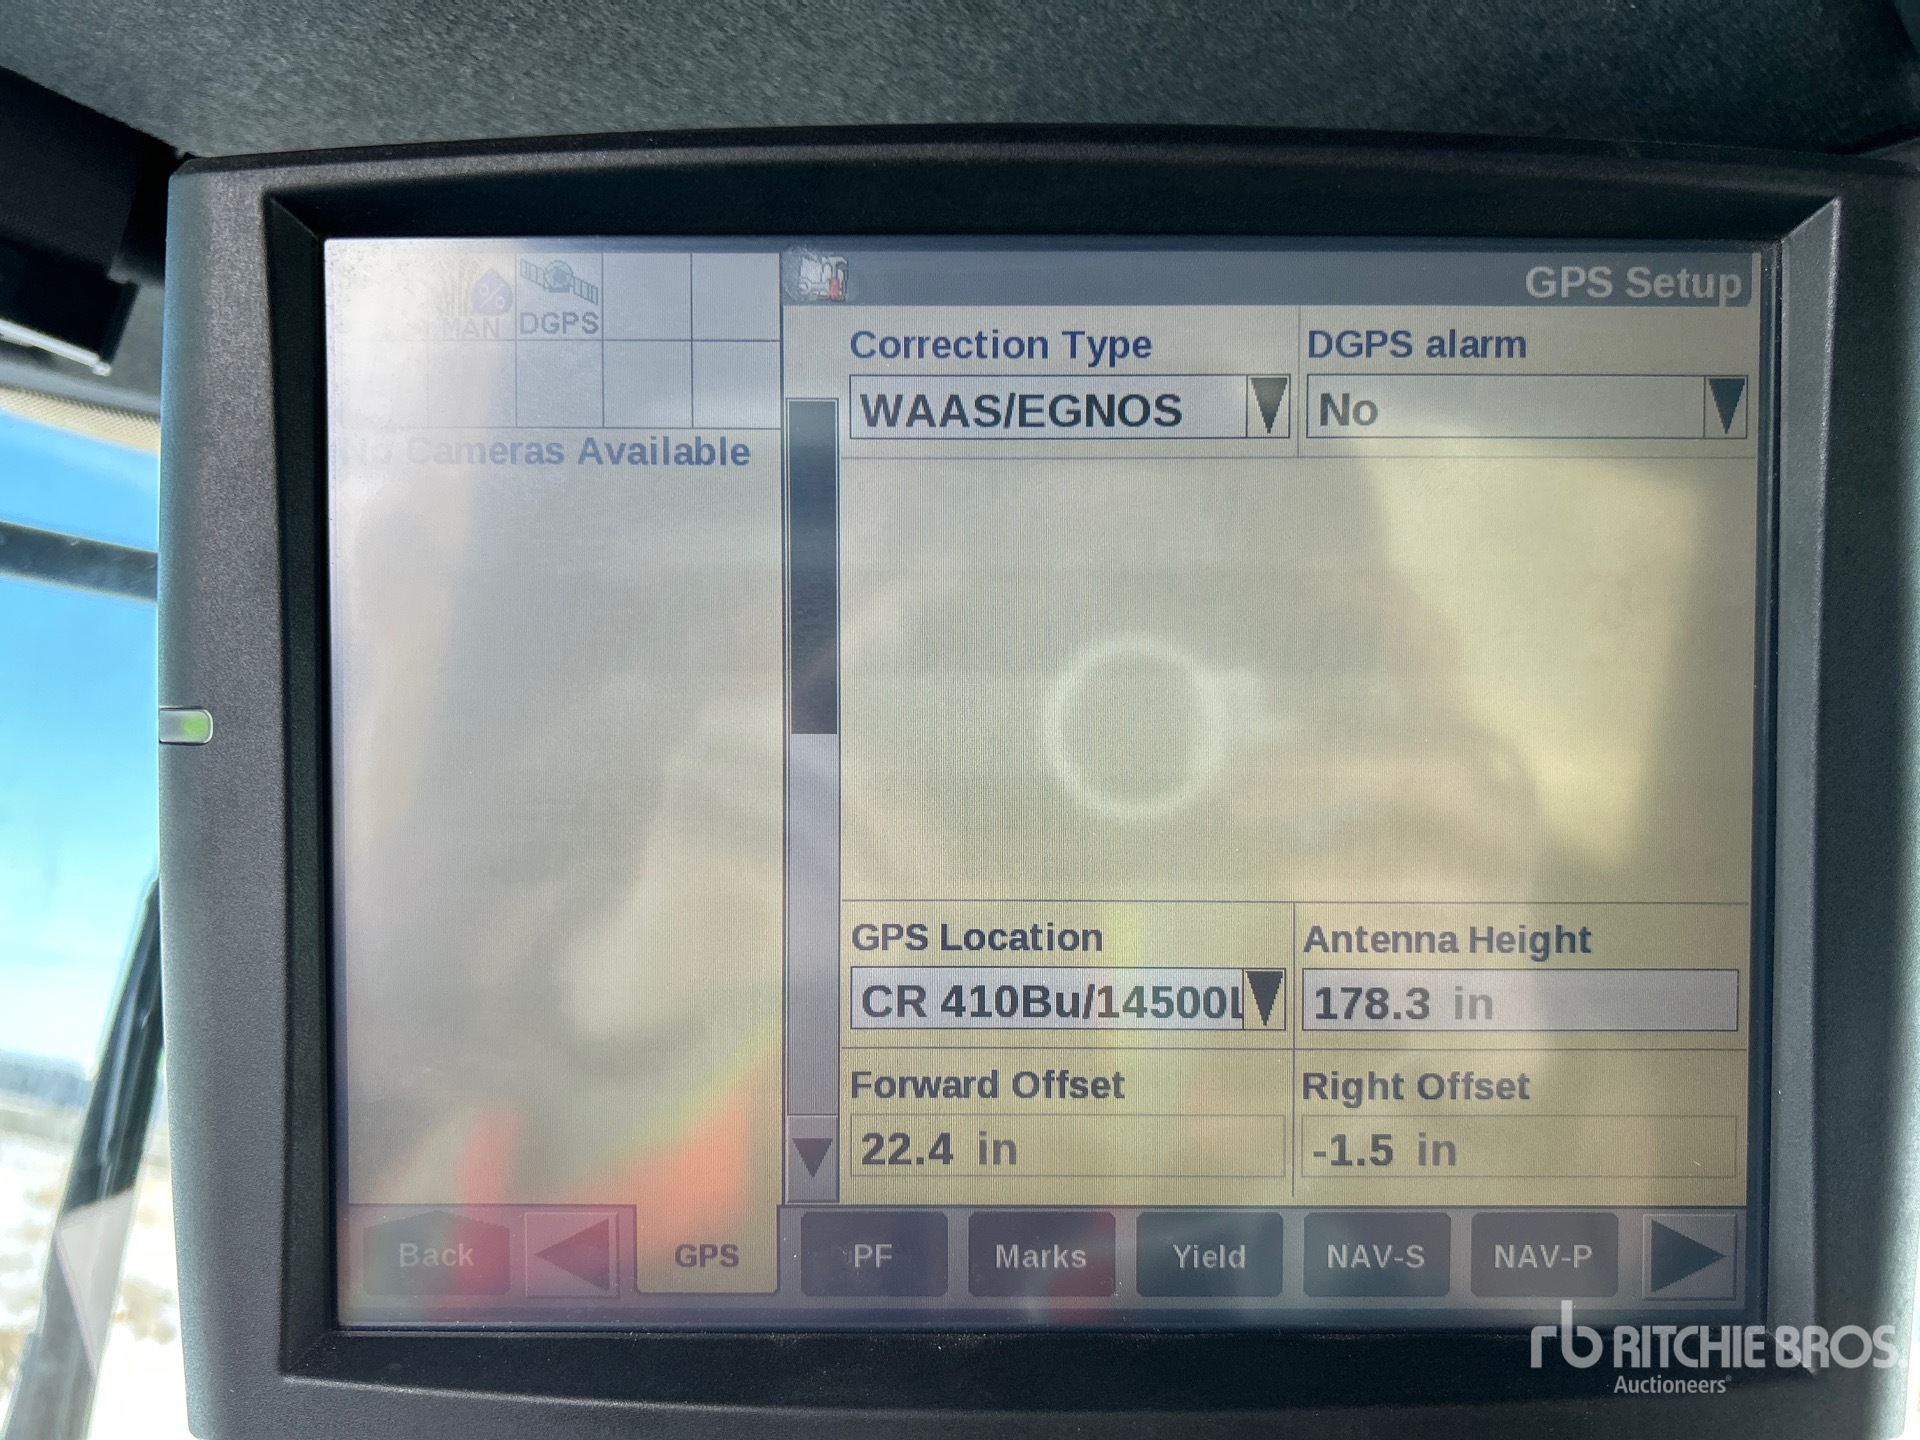 MAN DGPS
GPS Setup
No Cameras Available
Correction Type
WAAS/EGNOS
DGPS alarm
No
GPS Location
CR 410Bu/14500L
Antenna Height
178.3 in
Forward Offset
22.4 in
Right Offset
-1.5 in
Back
GPS
PF
Marks
Yield
NAV-S
NAV-P
rb RITCHIE BROS.
Auctioneers®